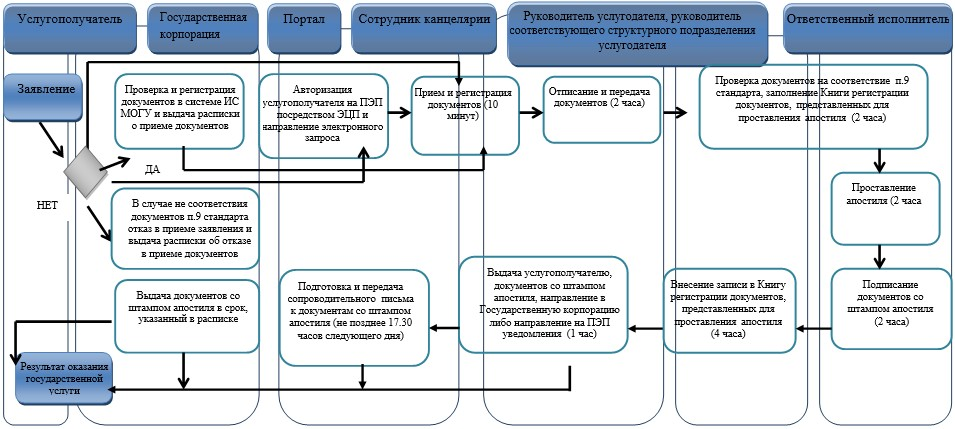 Услугополучатель
Государственная
корпорация
Портал
Сотрудник канцелярии
Руководитель услугодателя, руководитель
соответствующего структурного подразделения
услугодателя
Ответственный исполнитель
Заявление
Проверка и регистрация
документов в системе ИС
МОГУ и выдача расписки
о приеме документов
Авторизация
услугополучателя на ПЭП
посредством ЭЦП и
направление электронного
запроса
Прием и регистрация
документов (10
минут)
Отписание и передача
документов (2 часа)
Проверка документов на соответствие п.9
стандарта, заполнение Книги регистрации
документов, представленных для
проставления апостиля (2 часа)
ДА
НЕТ
В случае не соответствия
документов п.9 стандарта
отказ в приеме заявления и
выдача расписки об отказе
в приеме документов
Проставление
апостиля (2 часа
Выдача документов со
штампом апостиля в срок,
указанный в расписке
Подготовка и передача
сопроводительного письма
к документам со штампом
апостиля (не позднее 17.30
часов следующего дня)
Выдача услугополучателю,
документов со штампом
апостиля, направление в
Государственную корпорацию
либо направление на ПЭП
уведомления (1 час)
Внесение записи в Книгу
регистрации документов,
представленных для
проставления апостиля
(4 часа)
Подписание
документов со
штампом апостиля
(2 часа)
Результат оказания
государственной
услуги